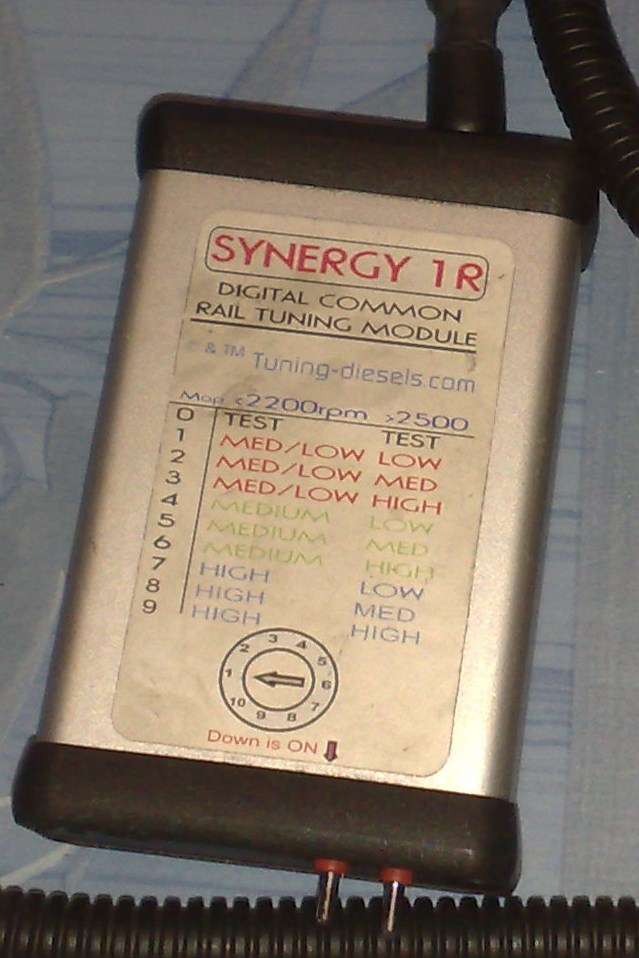 SYNERGY 1R
DIGITAL COMMON
RAIL TUNING MODULE
& TM Tuning-diesels.com
Map <2200rpm >2500
0 TEST TEST
1 MED/LOW LOW
2 MED/LOW MED
3 MED/LOW HIGH
4 MEDIUM LOW
5 MEDIUM MED
6 MEDIUM HIGH
7 HIGH LOW
8 HIGH MED
9 HIGH HIGH
1 2 3 4 5 6 7 8 9 10
Down is ON